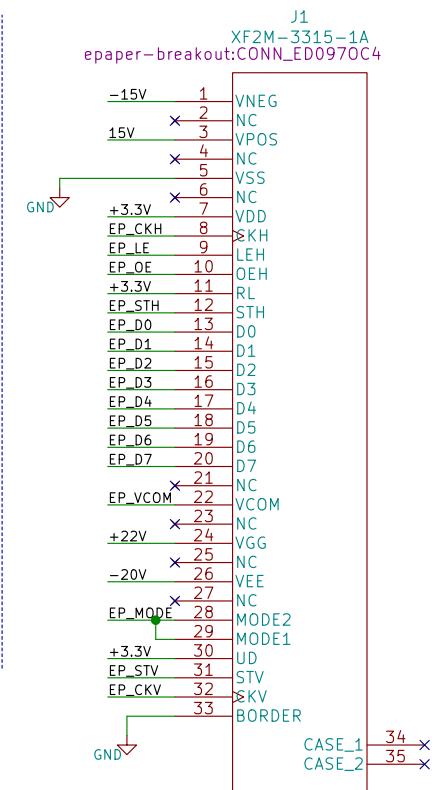 J1
XF2M-3315-1A
epaper-breakout:CONN_ED097OC4
-15V 1 VNEG
2 NC
15V 3 VPOS
4 NC
GND 5 VSS
6 NC
+3.3V 7 VDD
EP_CKH 8 CKH
EP_LE 9 LEH
EP_OE 10 OEH
+3.3V 11 RL
EP_STH 12 STH
EP_D0 13 D0
EP_D1 14 D1
EP_D2 15 D2
EP_D3 16 D3
EP_D4 17 D4
EP_D5 18 D5
EP_D6 19 D6
EP_D7 20 D7
21 NC
EP_VCOM 22 VCOM
23 NC
+22V 24 VGG
25 NC
-20V 26 VEE
27 NC
EP_MODE 28 MODE2
29 MODE1
+3.3V 30 UD
EP_STV 31 STV
EP_CKV 32 CKV
33 BORDER
GND
CASE_1 34
CASE_2 35